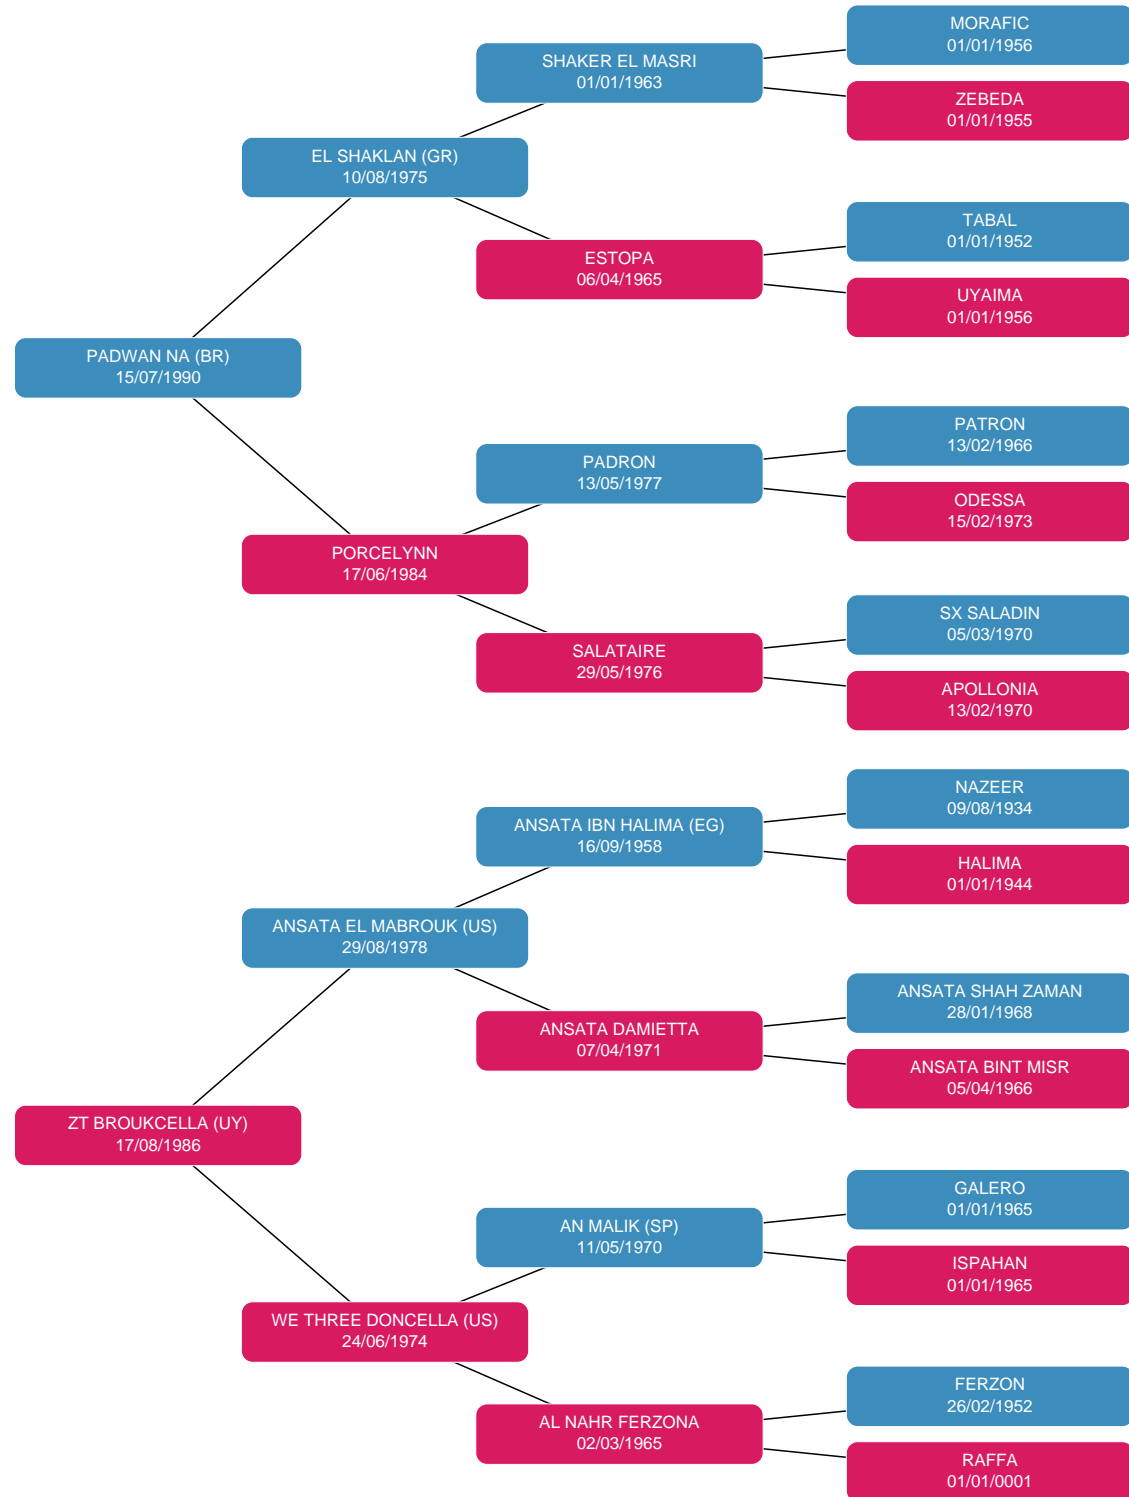 MORAFIC
01/01/1956
SHAKER EL MASRI
01/01/1963
ZEBEDA
01/01/1955
EL SHAKLAN (GR)
10/08/1975
TABAL
01/01/1952
ESTOPA
06/04/1965
UYAIMA
01/01/1956
PADWAN NA (BR)
15/07/1990
PATRON
13/02/1966
PADRON
13/05/1977
ODESSA
15/02/1973
PORCELYNN
17/06/1984
SX SALADIN
05/03/1970
SALATAIRE
29/05/1976
APOLLONIA
13/02/1970
NAZEER
09/08/1934
ANSATA IBN HALIMA (EG)
16/09/1958
HALIMA
01/01/1944
ANSATA EL MABROUK (US)
29/08/1978
ANSATA SHAH ZAMAN
28/01/1968
ANSATA DAMIETTA
07/04/1971
ANSATA BINT MISR
05/04/1966
ZT BROUKCELLA (UY)
17/08/1986
GALERO
01/01/1965
AN MALIK (SP)
11/05/1970
ISPAHAN
01/01/1965
WE THREE DONCELLA (US)
24/06/1974
FERZON
26/02/1952
AL NAHR FERZONA
02/03/1965
RAFFA
01/01/0001